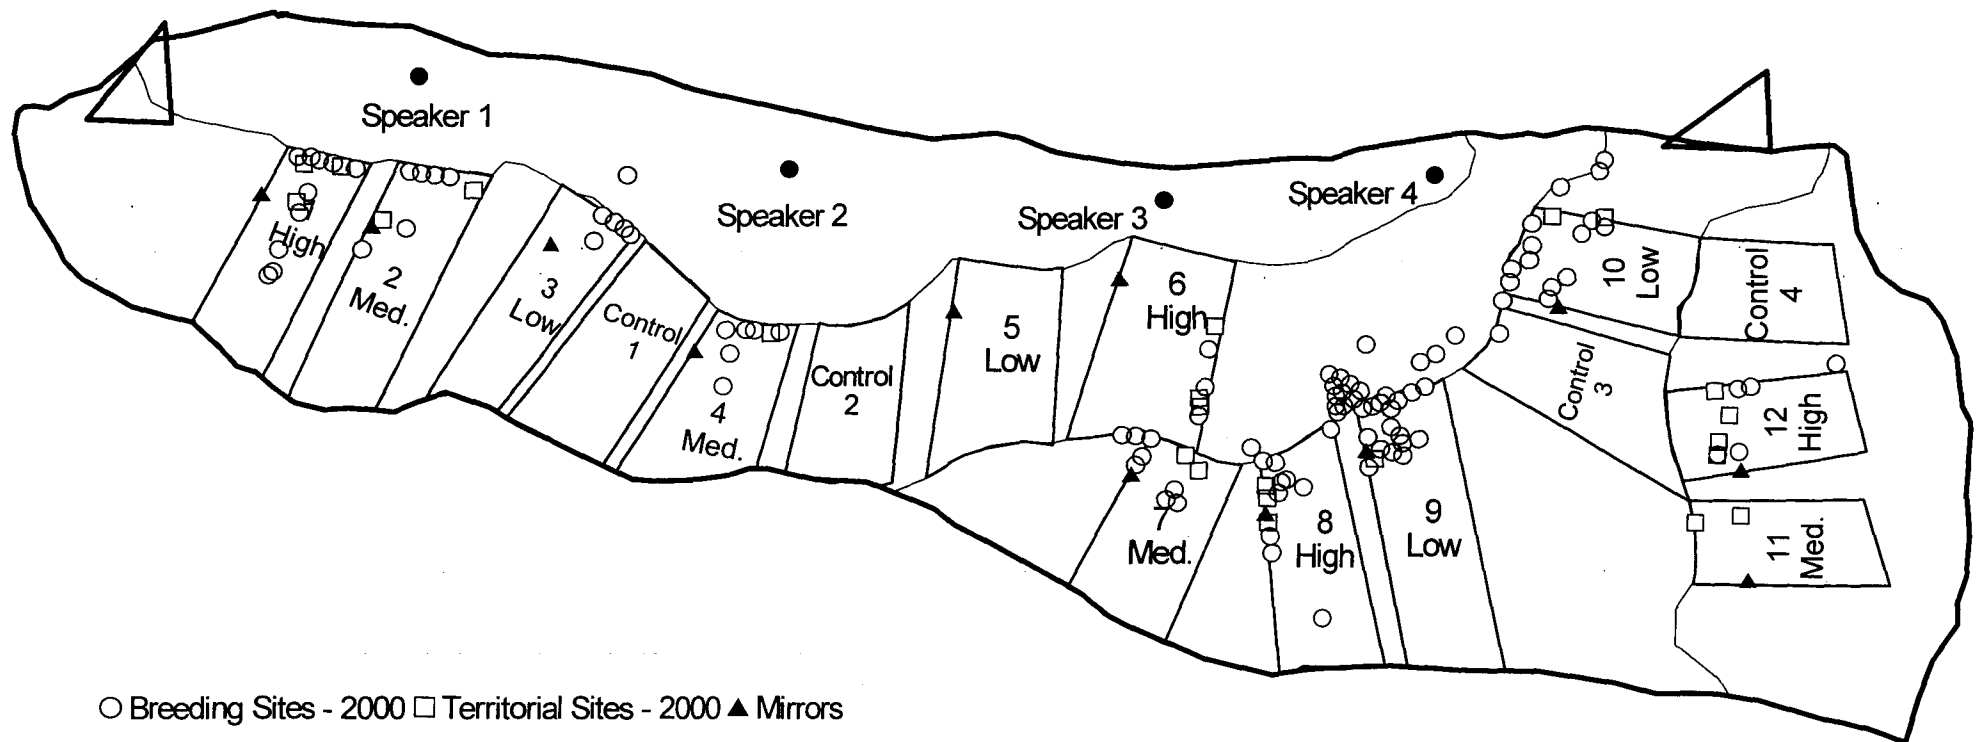 Speaker 1
Speaker 2
Speaker 3
Speaker 4
High
2
Med.
3
Low
Control
1
4
Med.
Control
2
5
Low
6
High
7
Med.
8
High
9
Low
10
Low
Control
3
Control
4
12
High
11
Med.
Breeding Sites - 2000 Territorial Sites - 2000 Mirrors